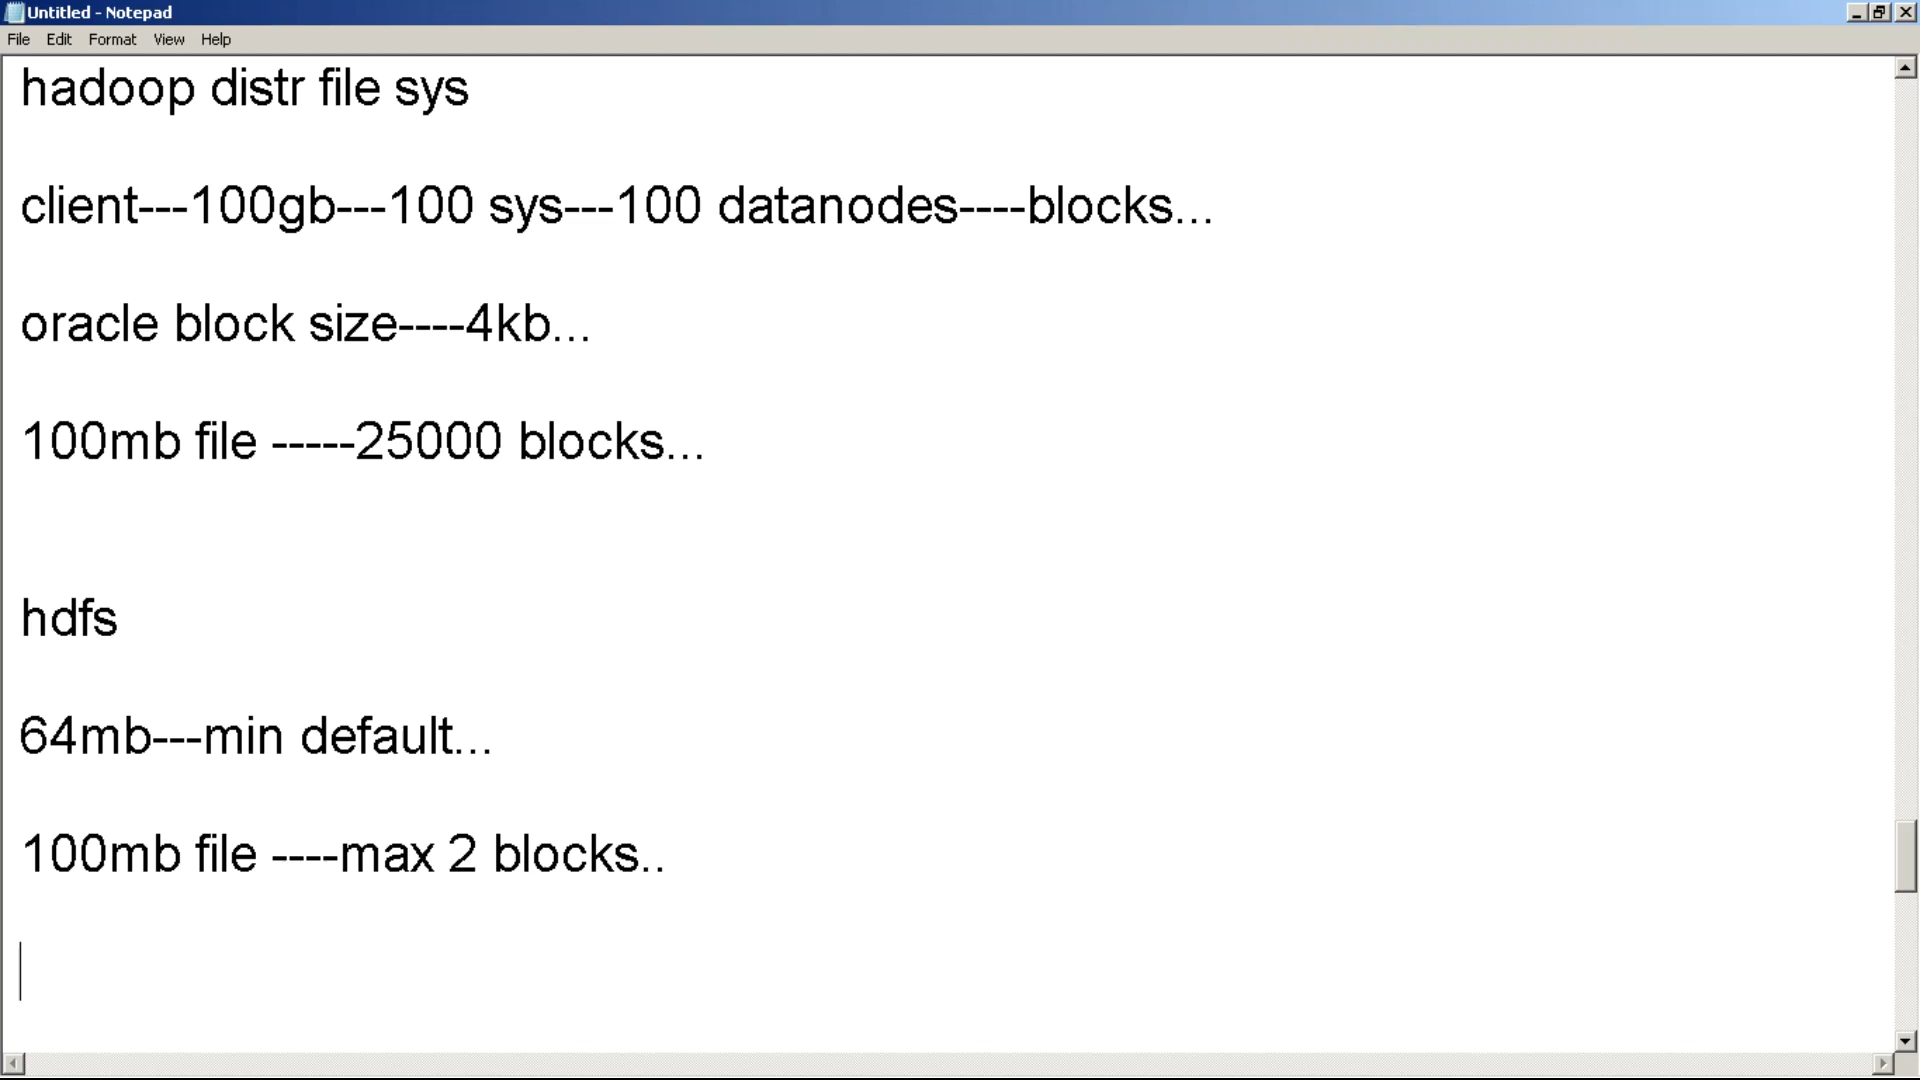 Untitled - Notepad
File Edit Format View Help
hadoop distr file sys
client---100gb---100 sys---100 datanodes----blocks...
oracle block size----4kb...
100mb file -----25000 blocks...
hdfs
64mb---min default...
100mb file ----max 2 blocks..